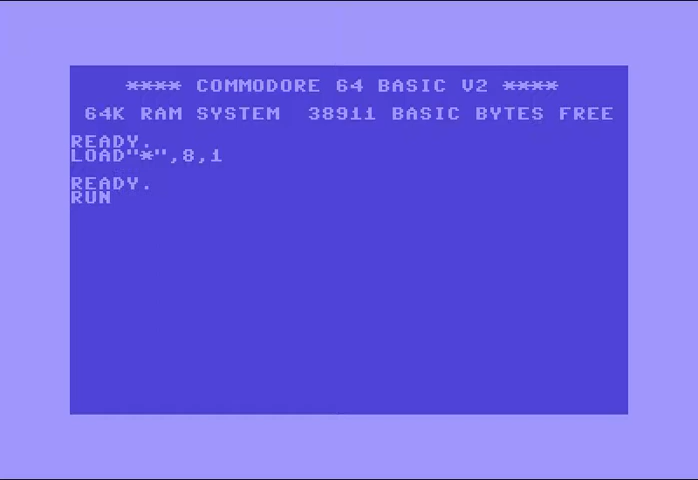 **** COMMODORE 64 BASIC V2 ****
64K RAM SYSTEM  38911 BASIC BYTES FREE
READY.
LOAD"*",8,1
READY.
RUN